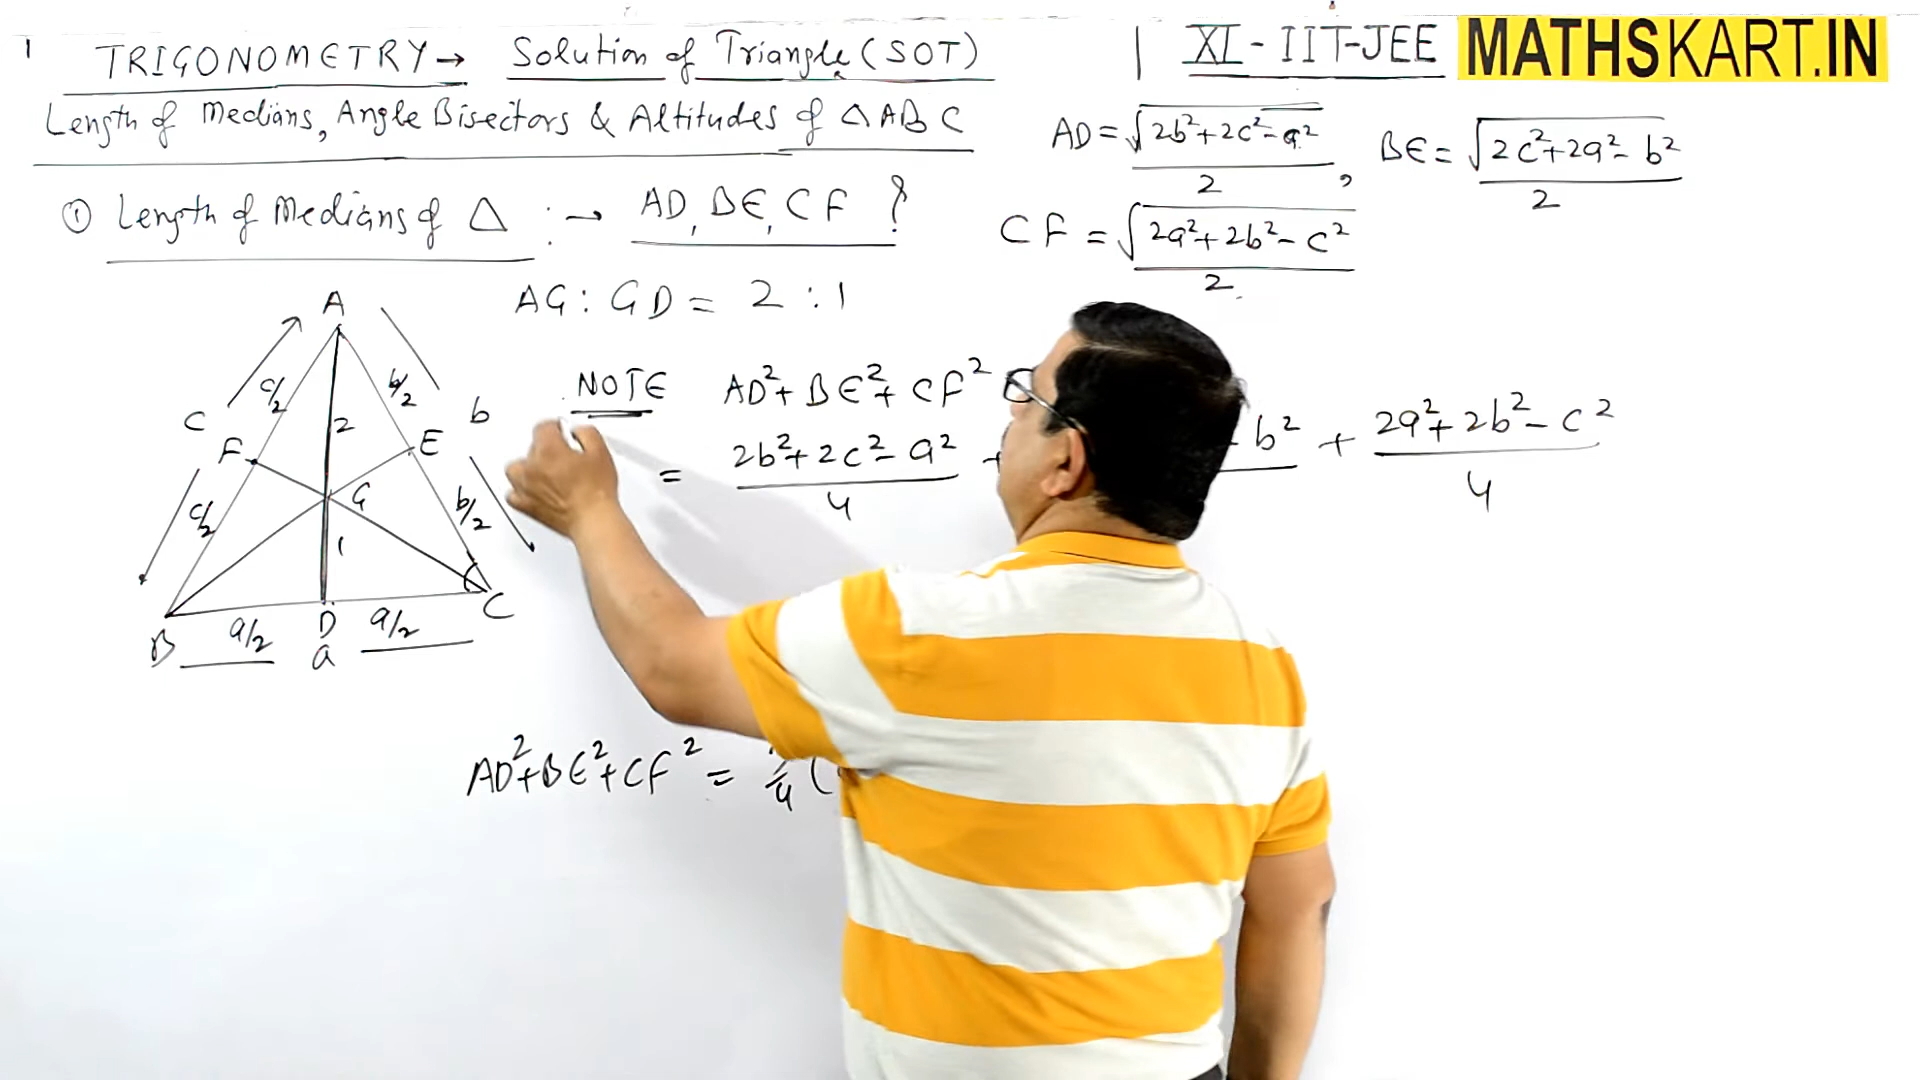 1
TRIGONOMETRY → Solution of Triangle (SOT)
XI - IIT-JEE
MATHSKART.IN
Length of Medians, Angle Bisectors & Altitudes of △ABC
AD = √(2b²+2c²-a²)/2, BE = √(2c²+2a²-b²)/2
① Length of Medians of △ :→ AD, BE, CF ?
CF = √(2a²+2b²-c²)/2
AG : GD = 2 : 1
A
c/2
b/2
NOTE AD²+BE²+CF²
c
2
b
F
E
= (2b²+2c²-a²)/4 + b² + (2a²+2b²-c²)/4
G
c/2
b/2
1
B
a/2
D
a/2
C
a
AD²+BE²+CF² = /4 (